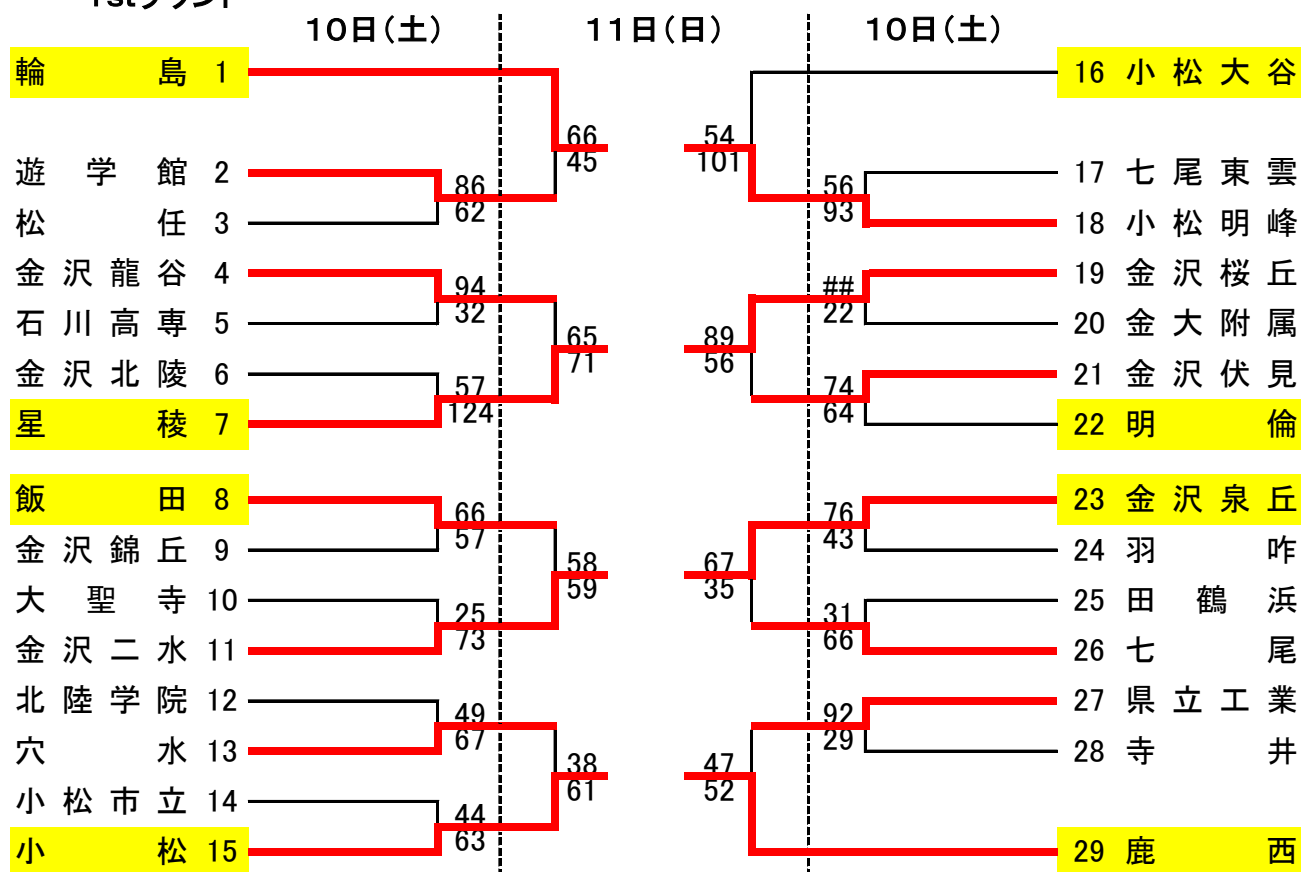 1stラウンド
10日(土) 11日(日) 10日(土)
輪島 1
16 小松大谷
66 54
45 101
遊学館 2
17 七尾東雲
86 56
62 93
松任 3
18 小松明峰
金沢龍谷 4
19 金沢桜丘
94 ##
32 22
石川高専 5
20 金大附属
65 89
71 56
金沢北陵 6
21 金沢伏見
57 74
124 64
星稜 7
22 明倫
飯田 8
23 金沢泉丘
66 76
57 43
金沢錦丘 9
24 羽咋
58 67
59 35
大聖寺 10
25 田鶴浜
25 31
73 66
金沢二水 11
26 七尾
北陸学院 12
27 県立工業
49 92
67 29
穴水 13
28 寺井
38 47
61 52
小松市立 14
44
63
小松 15
29 鹿西